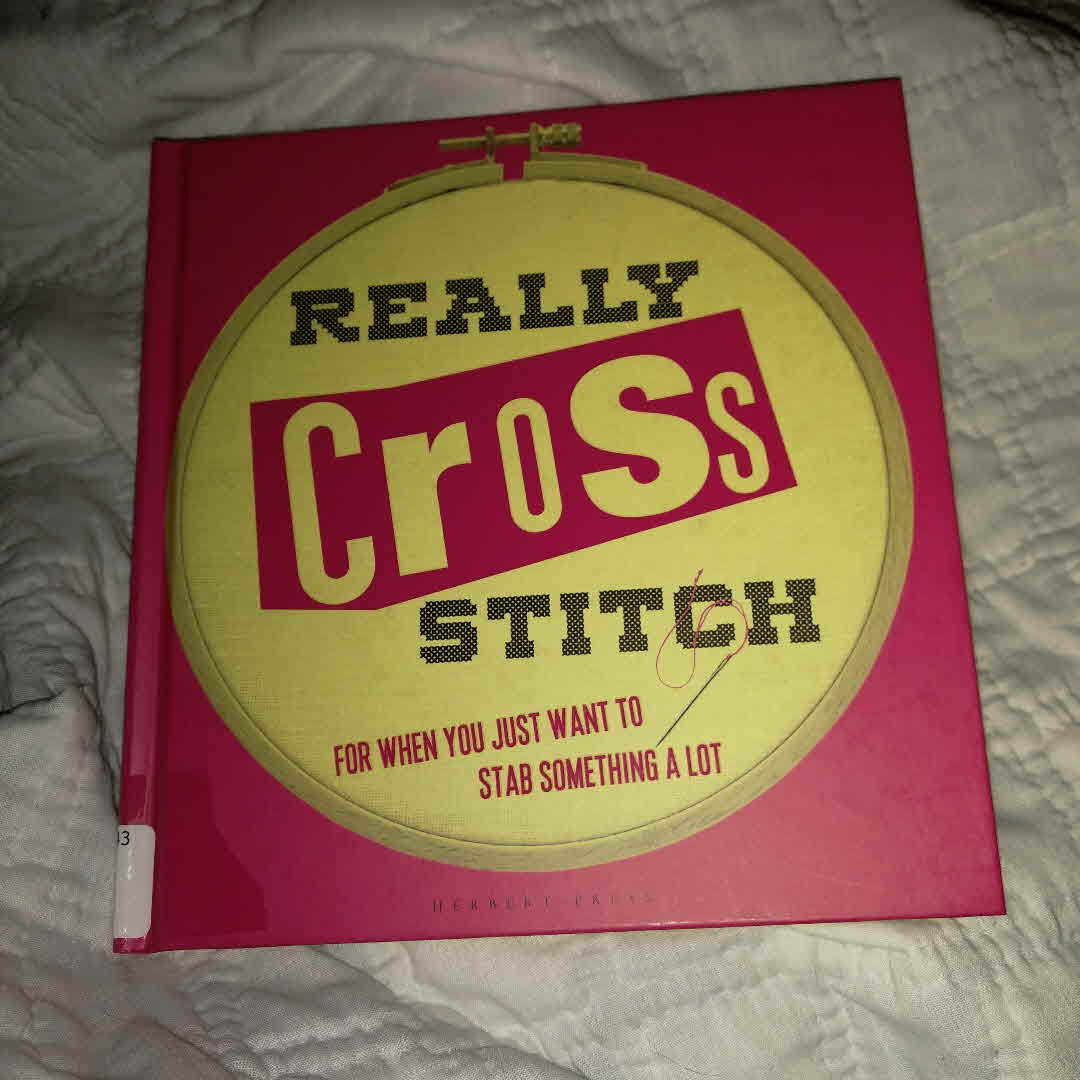 REALLY
CrOSS
STITCH
FOR WHEN YOU JUST WANT TO
STAB SOMETHING A LOT
HERBERT PRESS